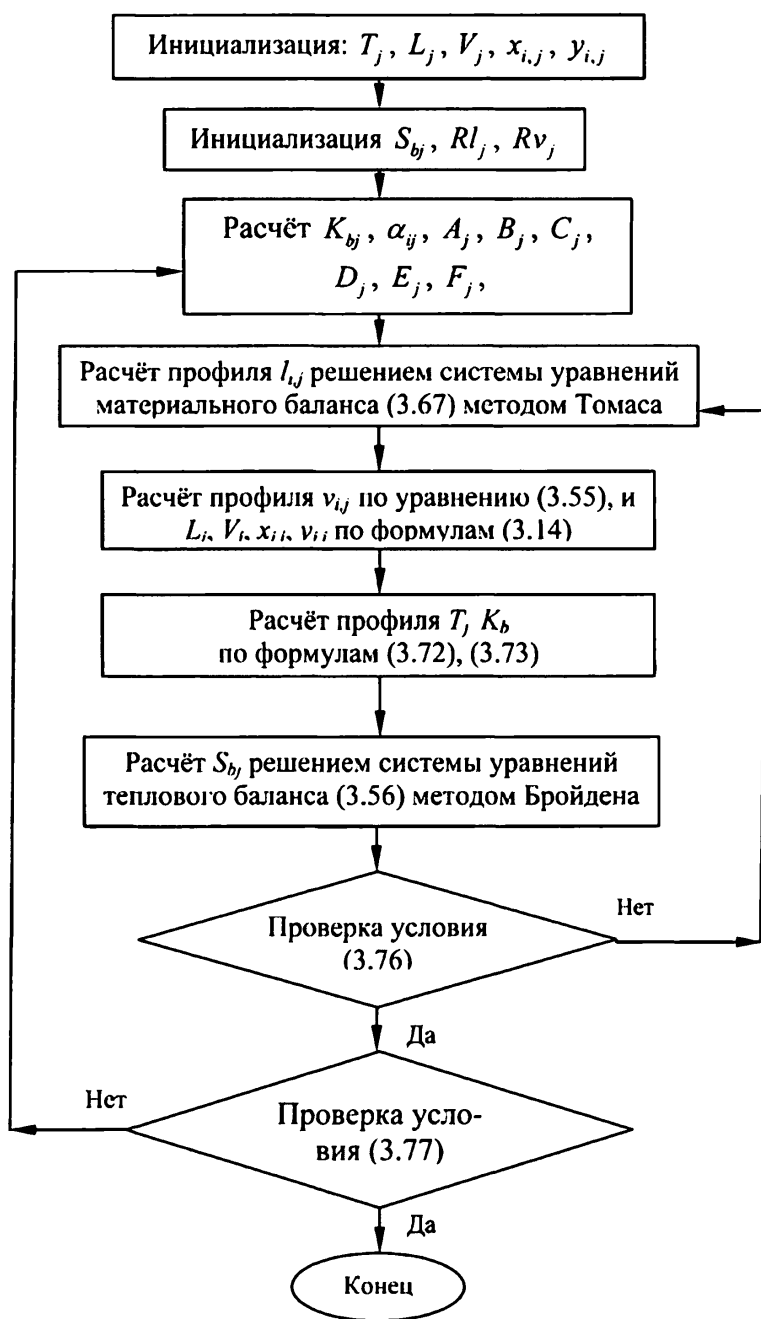 Инициализация: T_j, L_j, V_j, x_{i,j}, y_{i,j}
Инициализация S_{bj}, Rl_j, Rv_j
Расчёт K_{bj}, α_{ij}, A_j, B_j, C_j,
D_j, E_j, F_j,
Расчёт профиля l_{i,j} решением системы уравнений
материального баланса (3.67) методом Томаса
Расчёт профиля v_{i,j} по уравнению (3.55), и
L_j, V_j, x_{i,j}, y_{i,j} по формулам (3.14)
Расчёт профиля T_j K_b
по формулам (3.72), (3.73)
Расчёт S_{bj} решением системы уравнений
теплового баланса (3.56) методом Бройдена
Проверка условия
(3.76)
Нет
Да
Нет
Проверка усло-
вия (3.77)
Да
Конец